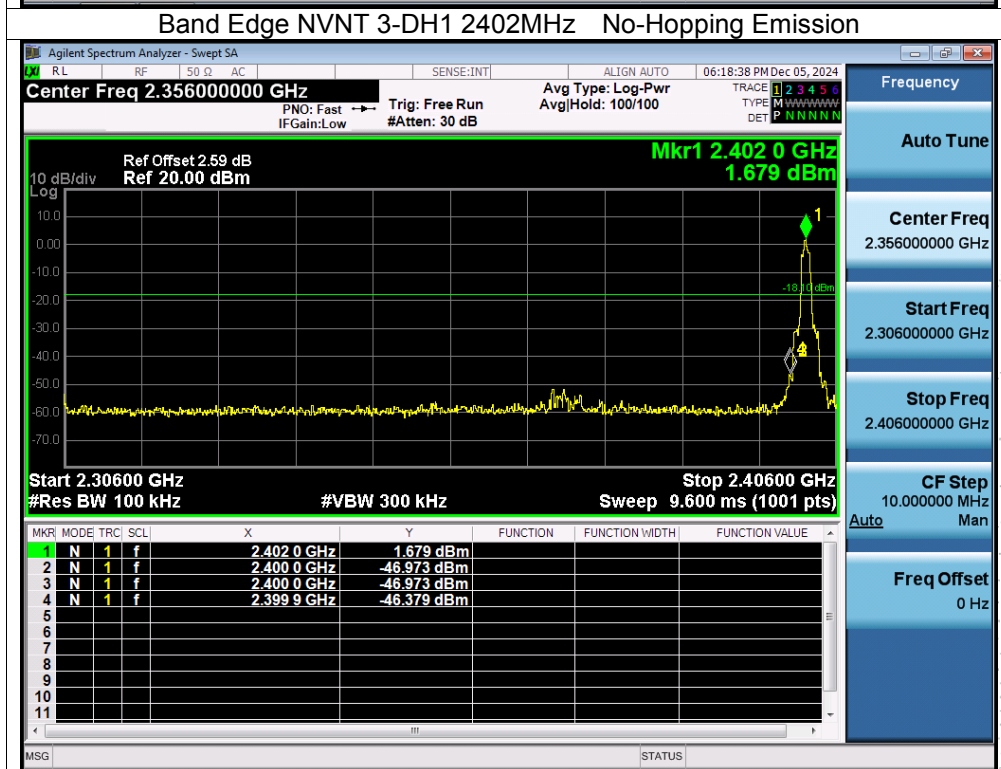 Band Edge NVNT 3-DH1 2402MHz No-Hopping Emission
Agilent Spectrum Analyzer - Swept SA
LXI RL RF 50 Ω AC SENSE:INT ALIGN AUTO 06:18:38 PM Dec 05, 2024
Center Freq 2.356000000 GHz
PNO: Fast
IFGain:Low
Trig: Free Run
#Atten: 30 dB
Avg Type: Log-Pwr
Avg|Hold: 100/100
TRACE 1 2 3 4 5 6
TYPE M WWWWW
DET P N N N N N
Mkr1 2.402 0 GHz
1.679 dBm
Ref Offset 2.59 dB
10 dB/div Ref 20.00 dBm
Log
10.0
0.00
-10.0
-20.0
-30.0
-40.0
-50.0
-60.0
-70.0
1
-18.10 dBm
Start 2.30600 GHz Stop 2.40600 GHz
#Res BW 100 kHz #VBW 300 kHz Sweep 9.600 ms (1001 pts)
MKR MODE TRC SCL X Y FUNCTION FUNCTION WIDTH FUNCTION VALUE
1 N 1 f 2.402 0 GHz 1.679 dBm
2 N 1 f 2.400 0 GHz -46.973 dBm
3 N 1 f 2.400 0 GHz -46.973 dBm
4 N 1 f 2.399 9 GHz -46.379 dBm
5
6
7
8
9
10
11
MSG STATUS
Frequency
Auto Tune
Center Freq
2.356000000 GHz
Start Freq
2.306000000 GHz
Stop Freq
2.406000000 GHz
CF Step
10.000000 MHz
Auto Man
Freq Offset
0 Hz